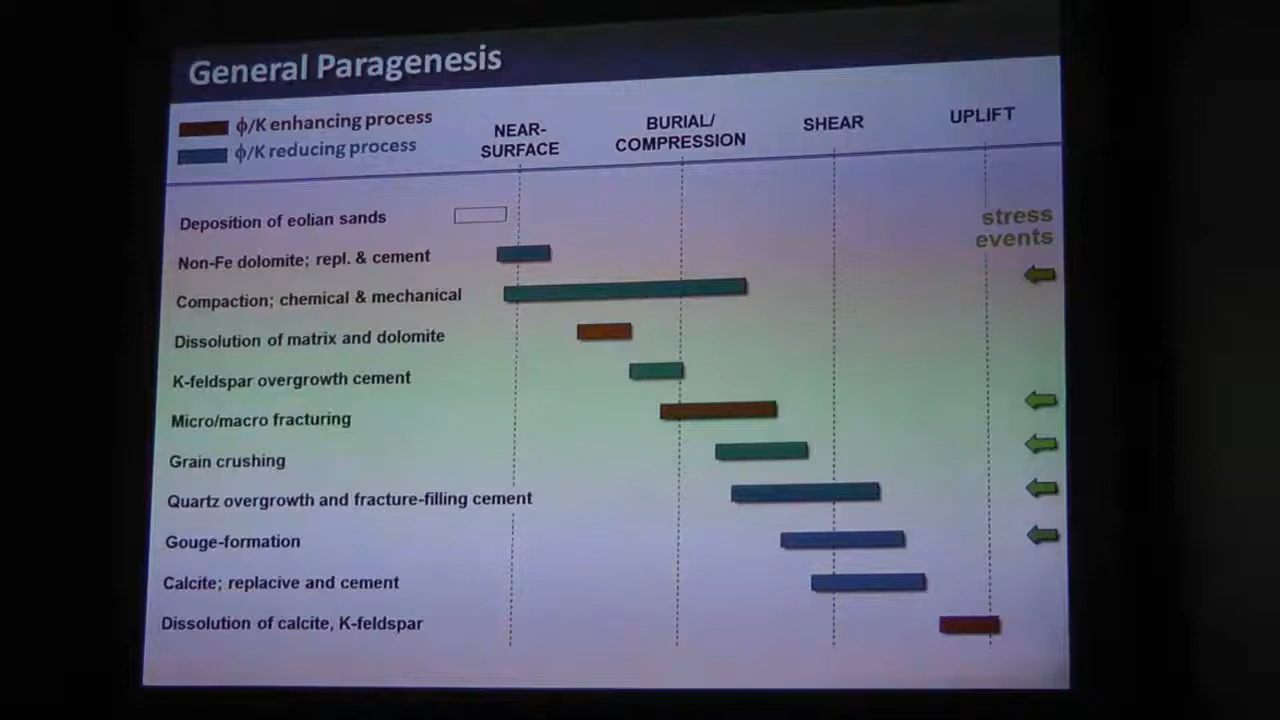 General Paragenesis
ϕ/K enhancing process
ϕ/K reducing process
NEAR-
SURFACE
BURIAL/
COMPRESSION
SHEAR
UPLIFT
Deposition of eolian sands
stress
events
Non-Fe dolomite; repl. & cement
Compaction; chemical & mechanical
Dissolution of matrix and dolomite
K-feldspar overgrowth cement
Micro/macro fracturing
Grain crushing
Quartz overgrowth and fracture-filling cement
Gouge-formation
Calcite; replacive and cement
Dissolution of calcite, K-feldspar